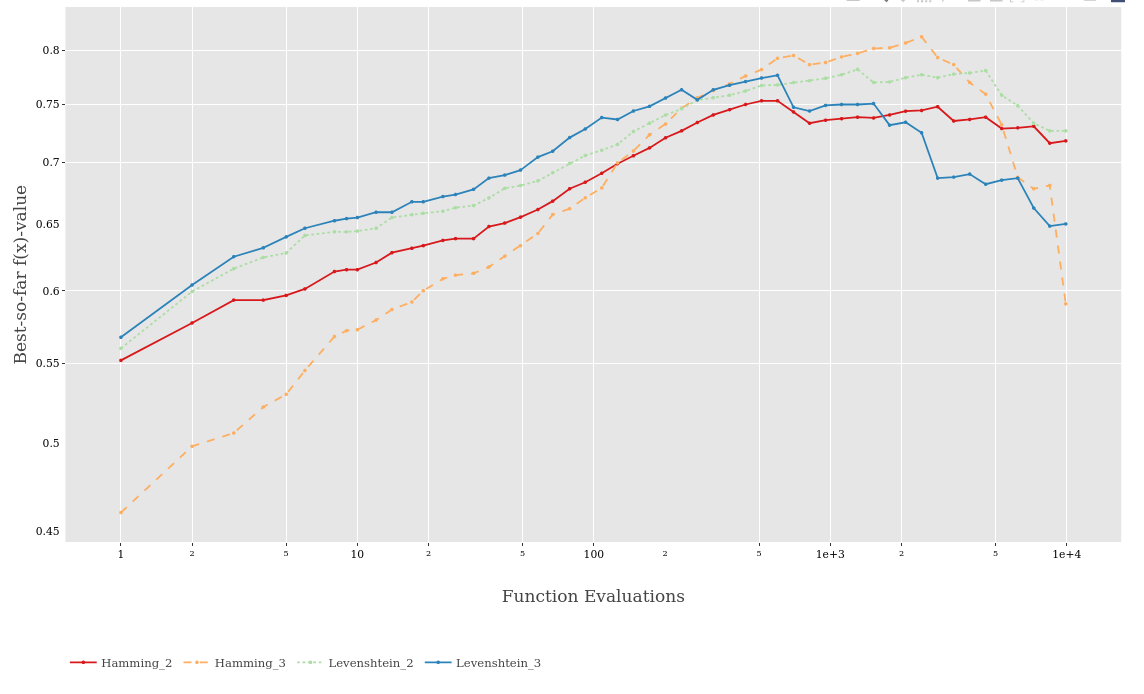 0.8
0.75
0.7
0.65
0.6
0.55
0.5
0.45
Best-so-far f(x)-value
1 2 5 10 2 5 100 2 5 1e+3 2 5 1e+4
Function Evaluations
Hamming_2 Hamming_3 Levenshtein_2 Levenshtein_3